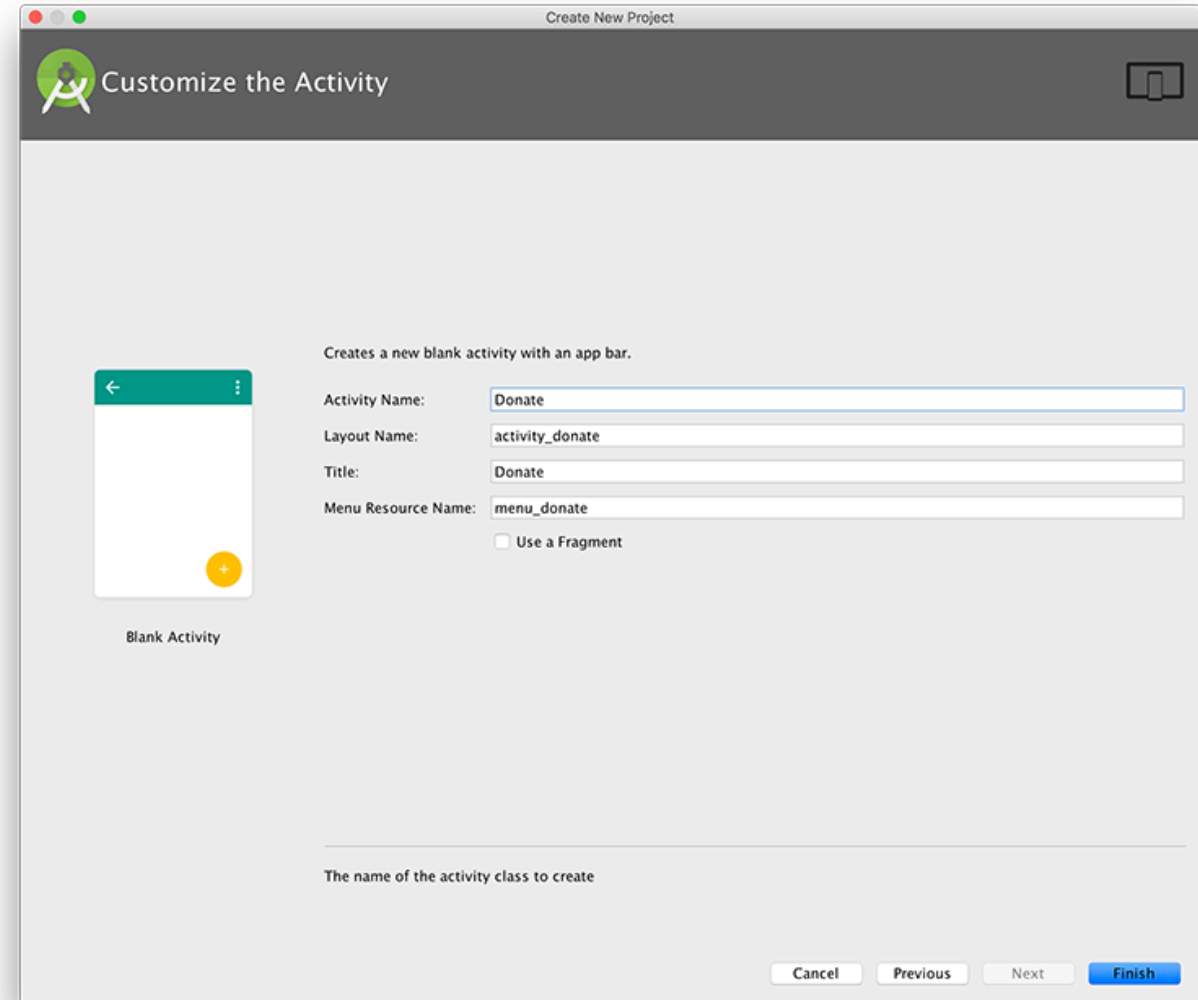 Create New Project
Customize the Activity
Creates a new blank activity with an app bar.
Activity Name: Donate
Layout Name: activity_donate
Title: Donate
Menu Resource Name: menu_donate
Use a Fragment
Blank Activity
The name of the activity class to create
Cancel Previous Next Finish